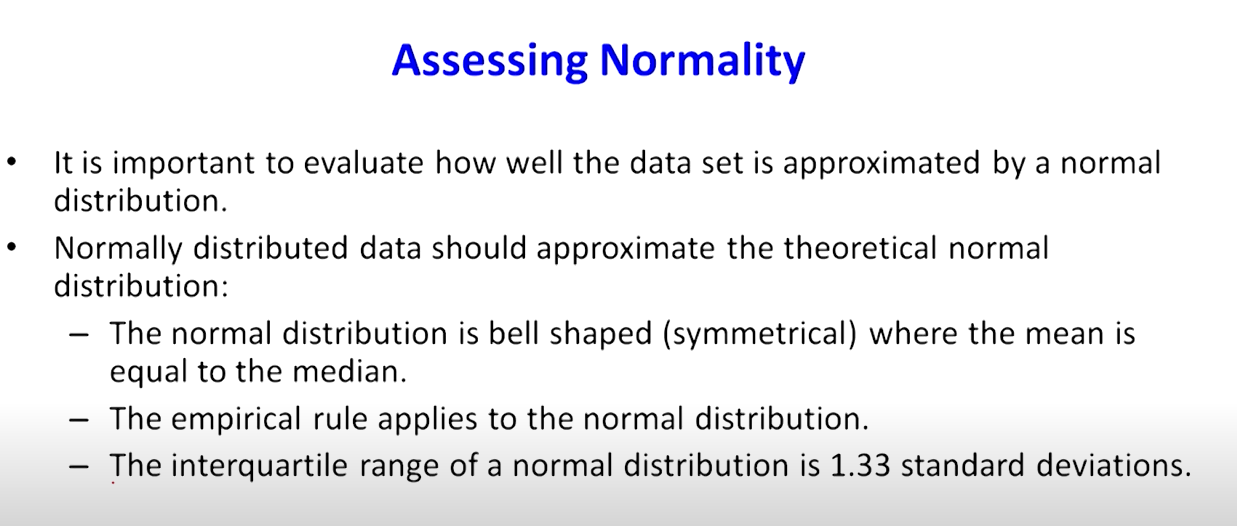 Assessing Normality
• It is important to evaluate how well the data set is approximated by a normal
distribution.
• Normally distributed data should approximate the theoretical normal
distribution:
– The normal distribution is bell shaped (symmetrical) where the mean is
equal to the median.
– The empirical rule applies to the normal distribution.
– The interquartile range of a normal distribution is 1.33 standard deviations.